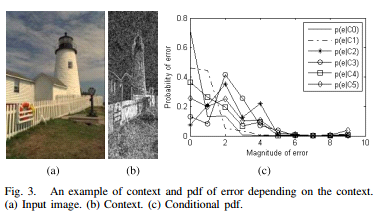 0.8
0.6
0.4
0.2
0
0 2 4 6 8 10
Probability of error
Magnitude of error
p(e|C0)
p(e|C1)
p(e|C2)
p(e|C3)
p(e|C4)
p(e|C5)
(a) (b) (c)
Fig. 3. An example of context and pdf of error depending on the context.
(a) Input image. (b) Context. (c) Conditional pdf.